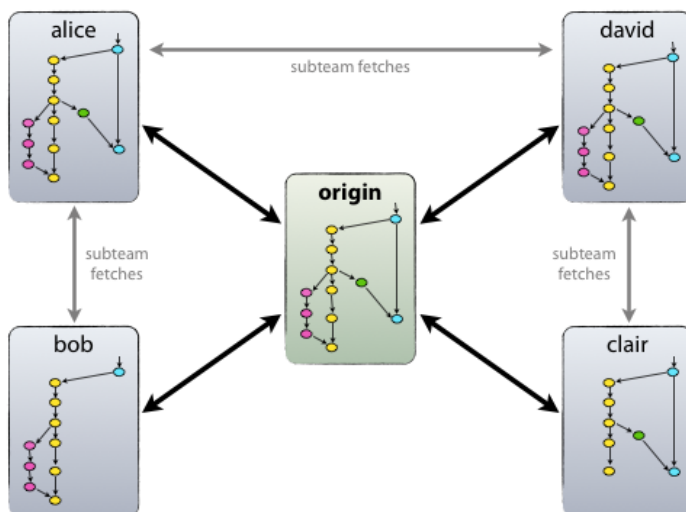 alice
david
subteam fetches
origin
subteam
fetches
subteam
fetches
bob
clair